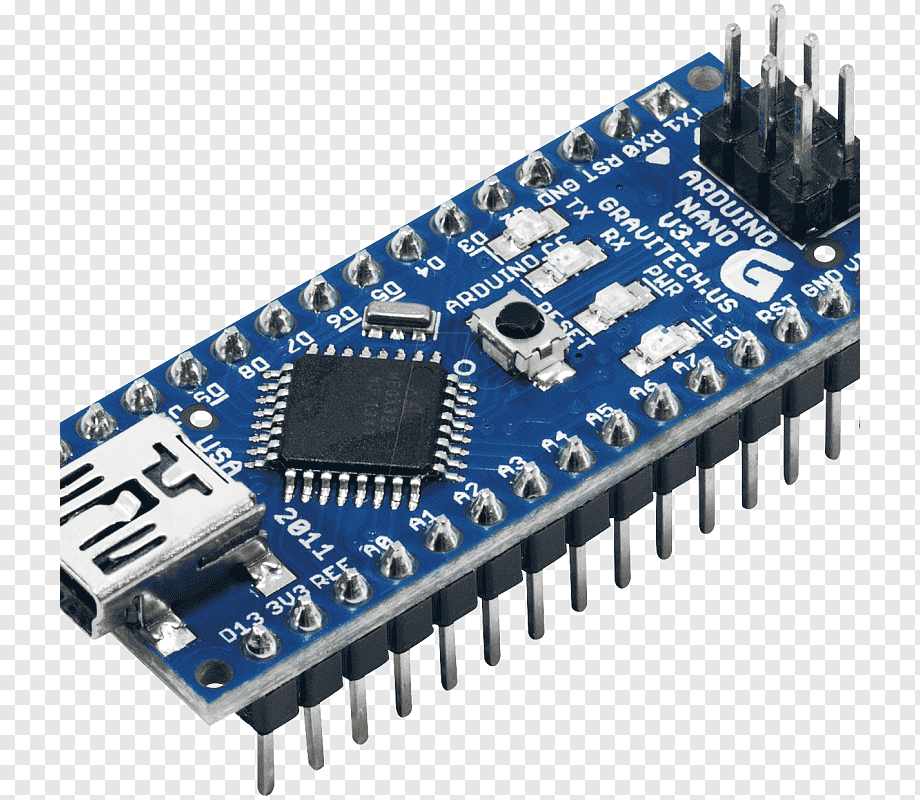 TX1
RX0
RST
GND
D2
D3
D4
D5
D6
D7
D8
D9
TX
RX
PWR
L
ARDUINO
NANO
V3.1
GRAVITECH.US
G
ARDUINO.CC
RESET
USA
2011
D13
3V3
REF
A0
A1
A2
A3
A4
A5
A6
A7
5V
RST
GND